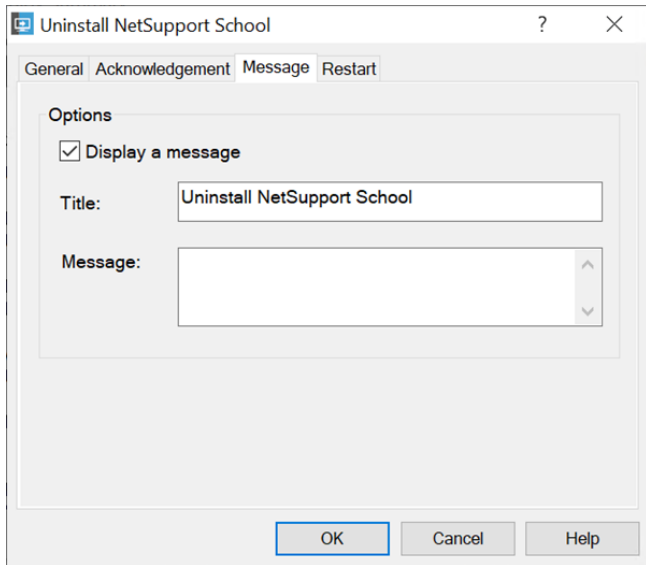 Uninstall NetSupport School ? ×
General Acknowledgement Message Restart
Options
Display a message
Title: Uninstall NetSupport School
Message:
OK Cancel Help